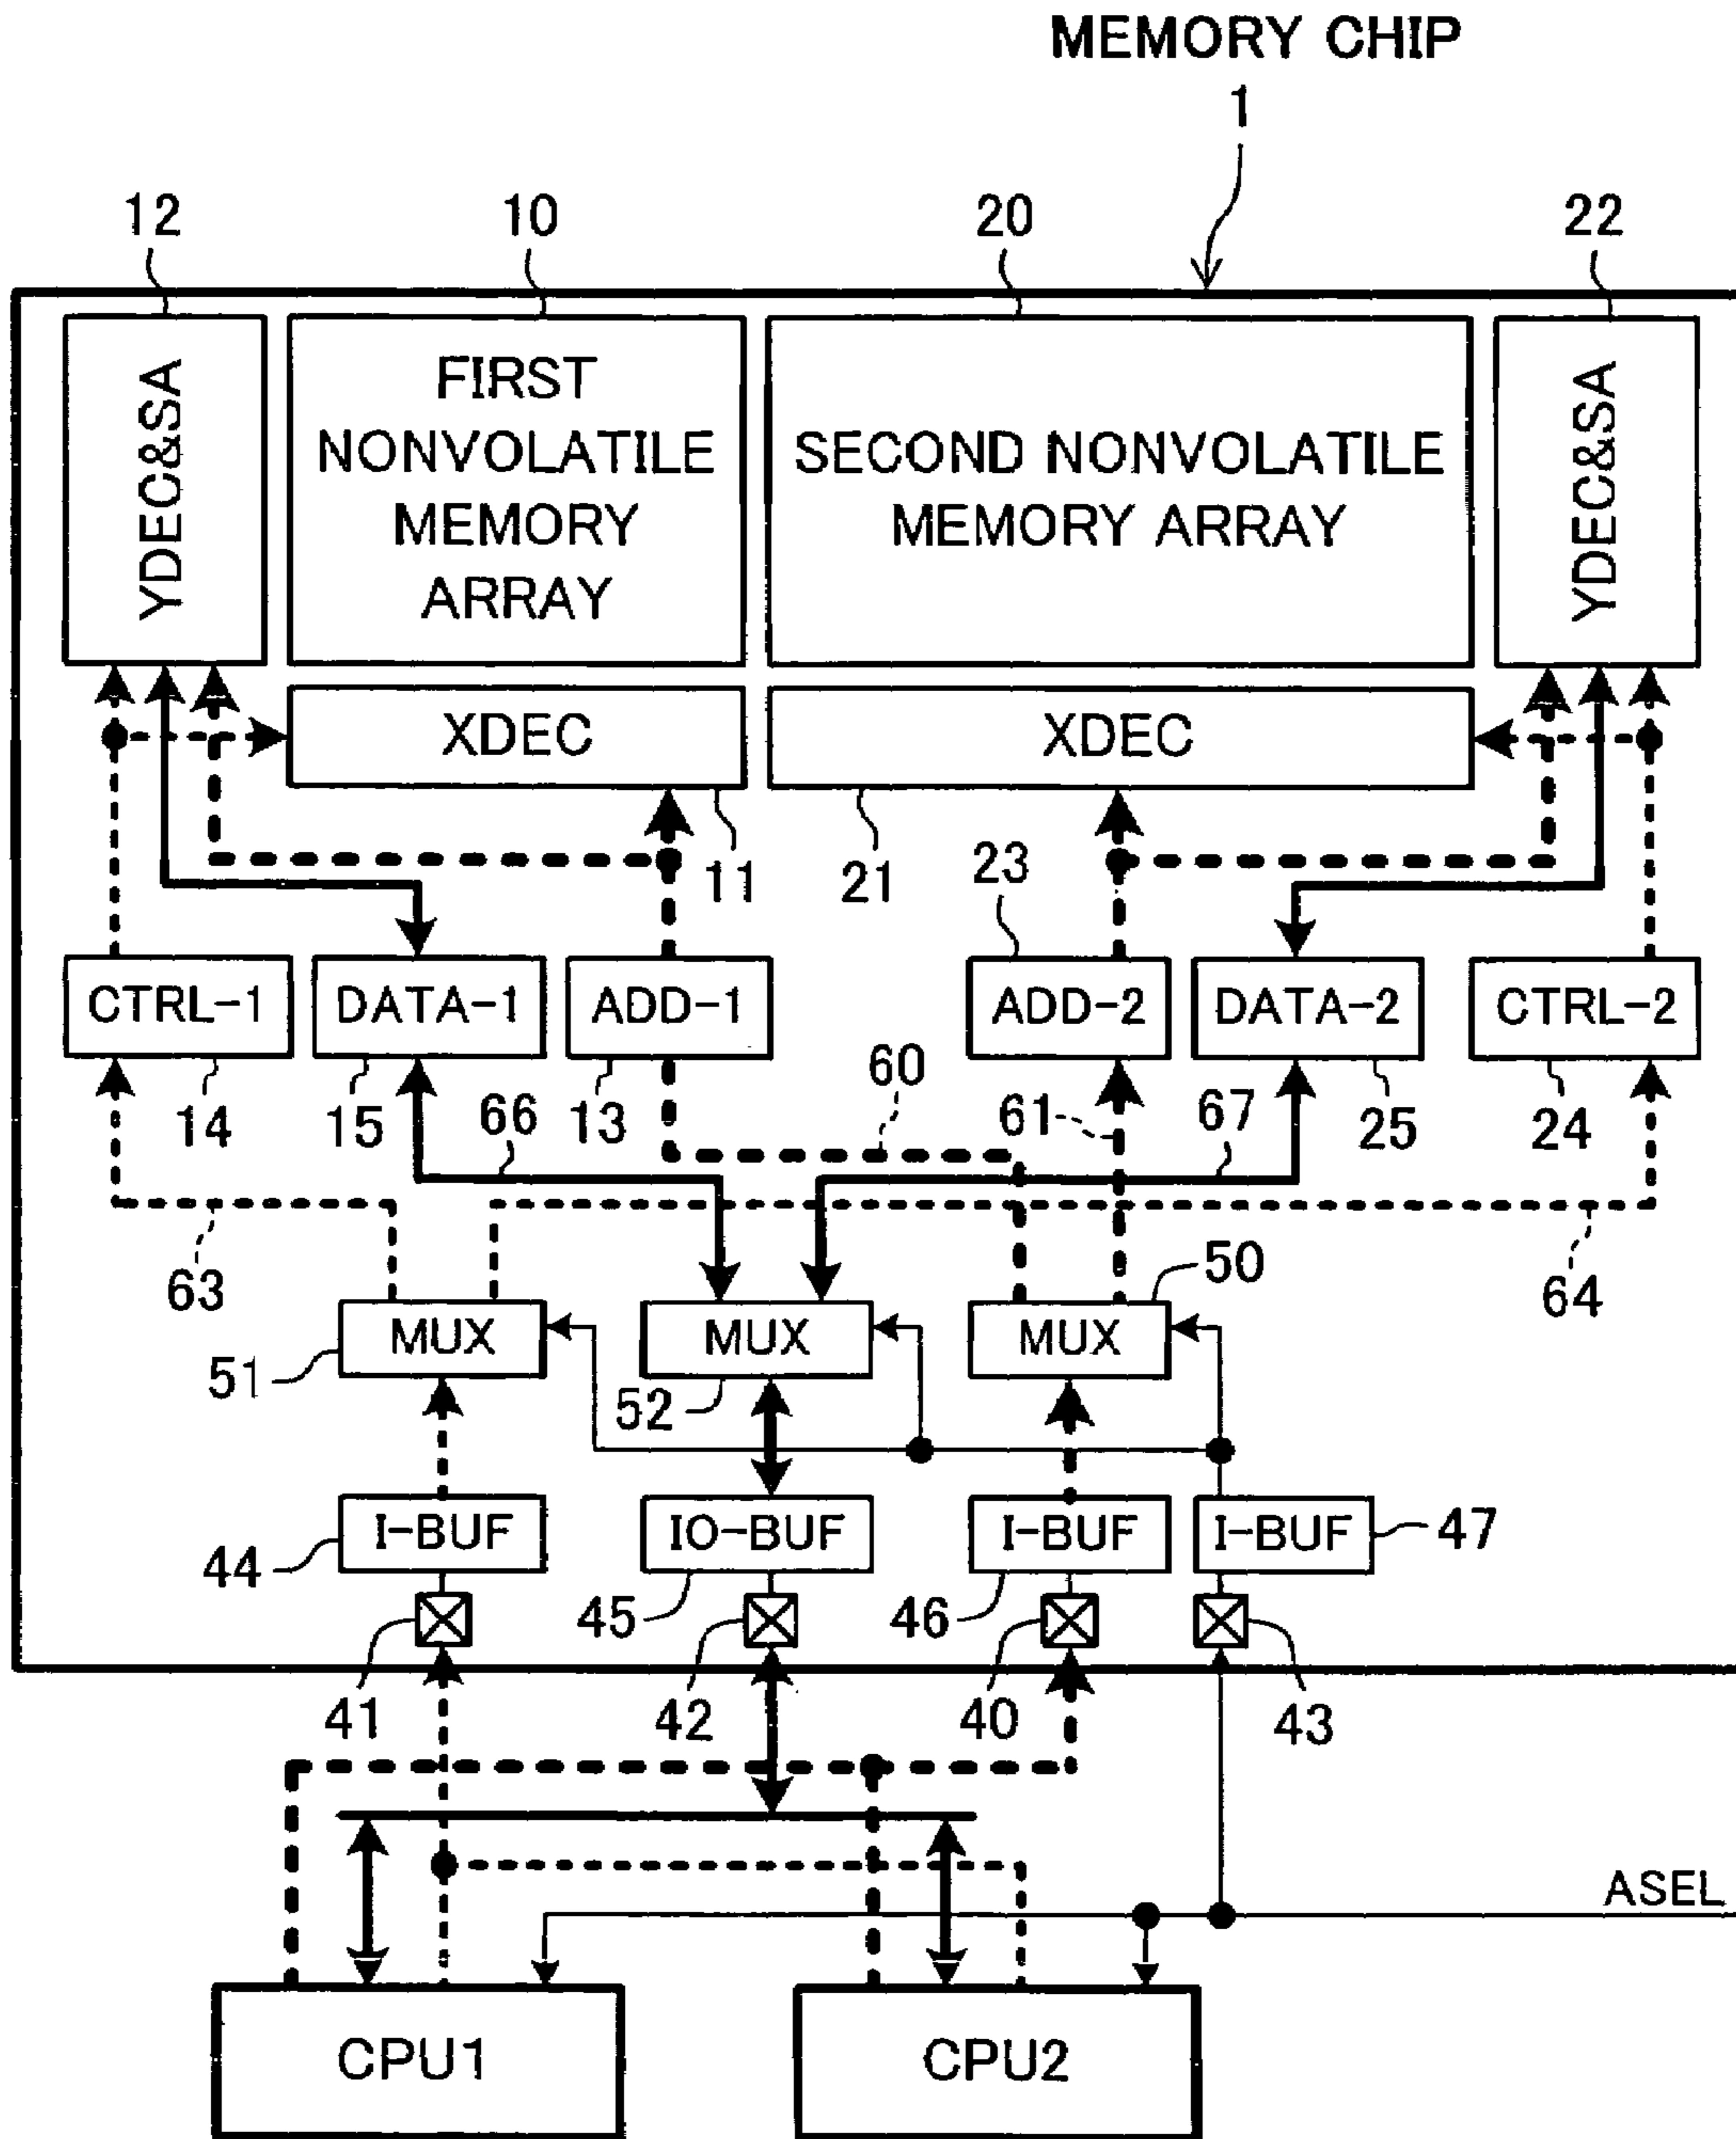 MEMORY CHIP
1
12
10
20
22
YDEC&SA
FIRST
NONVOLATILE
MEMORY
ARRAY
SECOND NONVOLATILE
MEMORY ARRAY
YDEC&SA
XDEC
XDEC
11
21
23
CTRL-1
DATA-1
ADD-1
ADD-2
DATA-2
CTRL-2
14
15
66
13
60
61
67
25
24
63
50
64
MUX
MUX
MUX
51
52
I-BUF
IO-BUF
I-BUF
I-BUF
47
44
45
46
41
42
40
43
ASEL
CPU1
CPU2